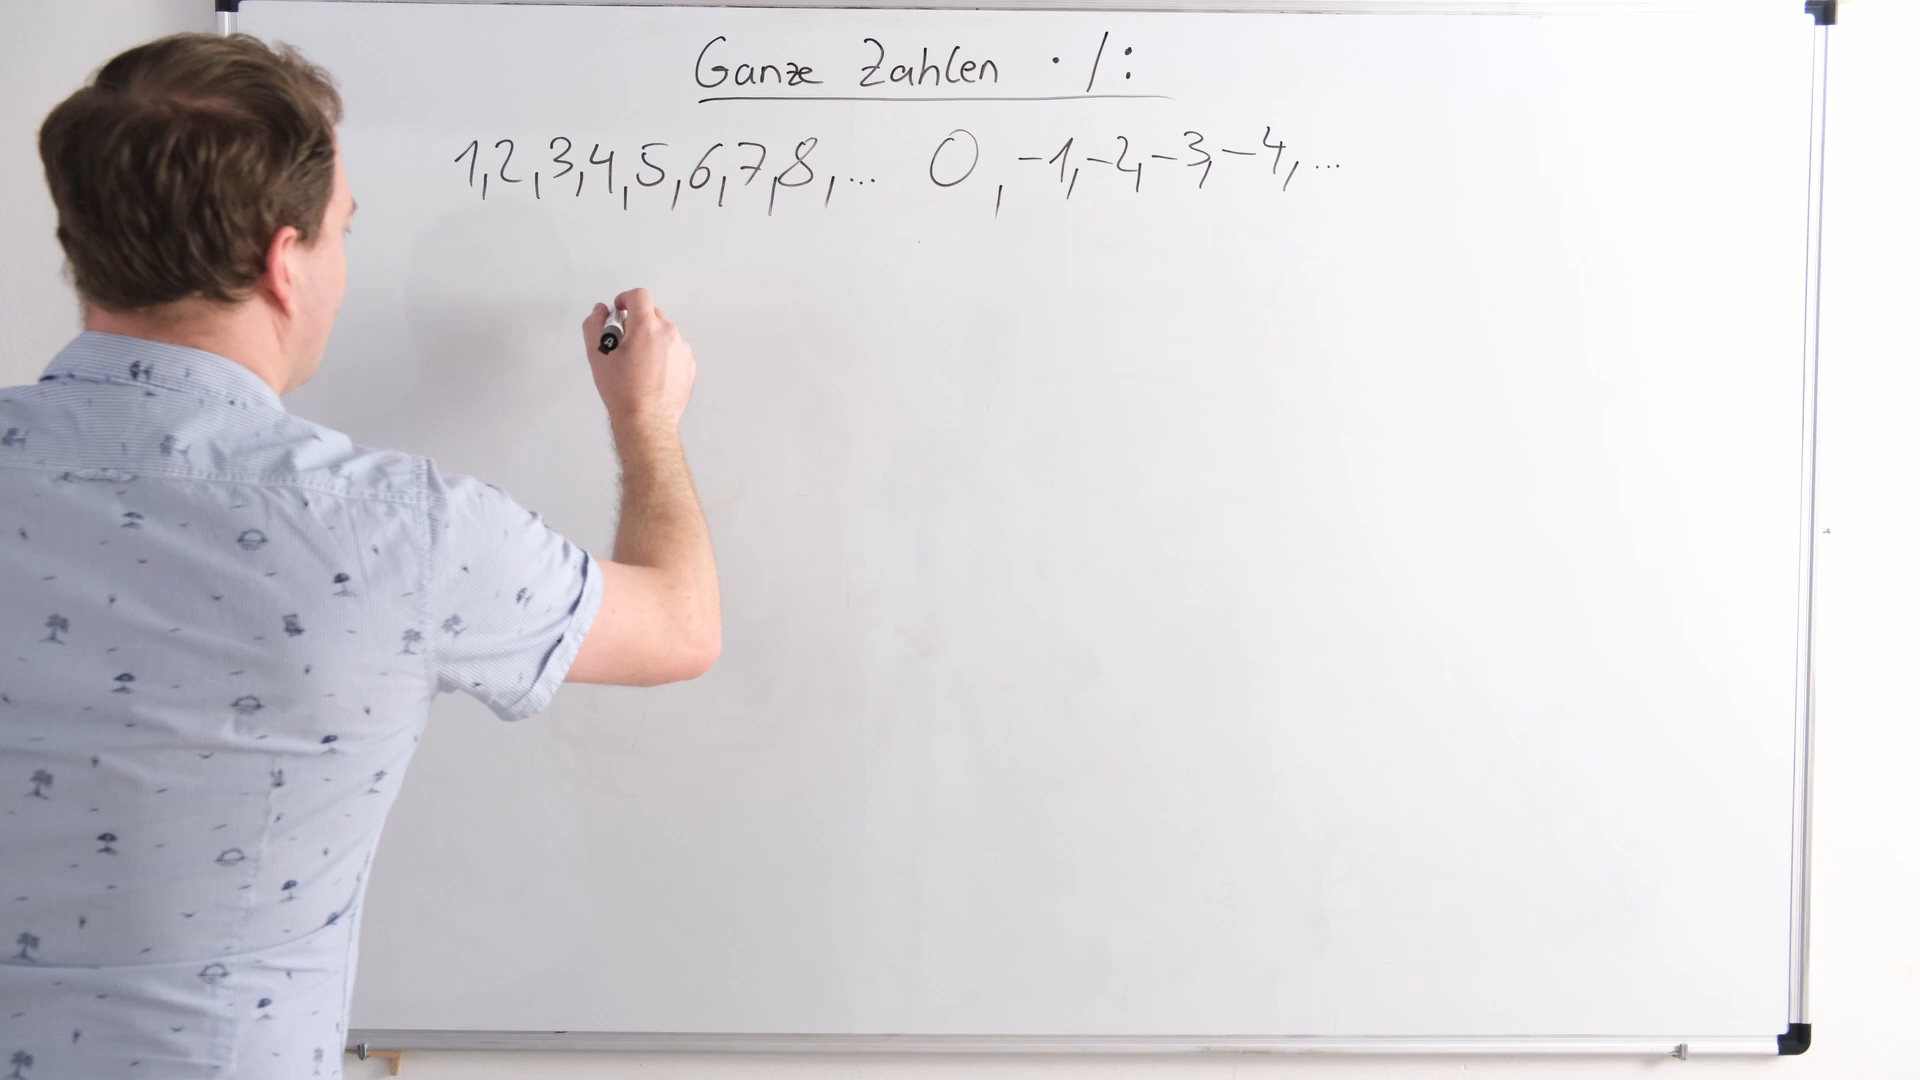 Ganze Zahlen · / :
1,2,3,4,5,6,7,8,... 0, -1,-2,-3,-4,...